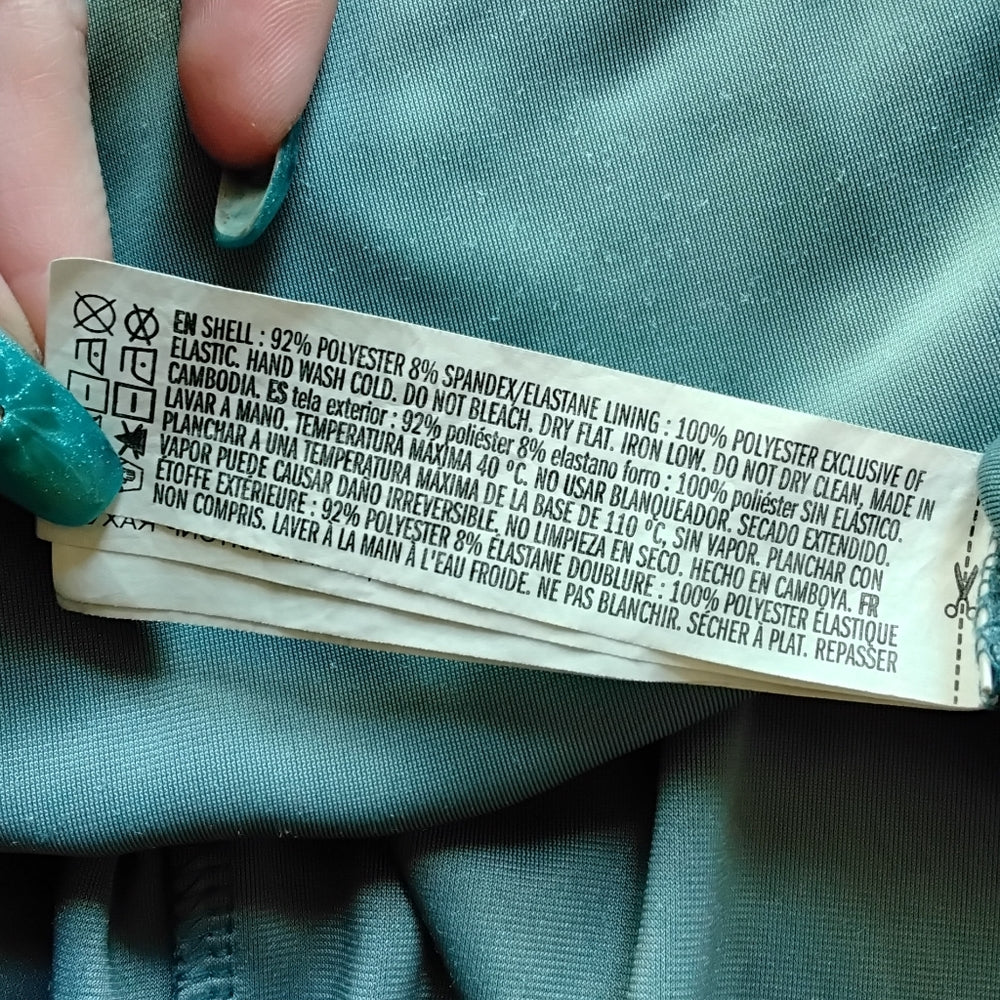 EN SHELL : 92% POLYESTER 8% SPANDEX/ELASTANE LINING : 100% POLYESTER EXCLUSIVE OF
ELASTIC. HAND WASH COLD. DO NOT BLEACH. DRY FLAT. IRON LOW. DO NOT DRY CLEAN, MADE IN
CAMBODIA. ES tela exterior : 92% poliéster 8% elastano forro : 100% poliéster SIN ELÁSTICO.
LAVAR A MANO. TEMPERATURA MÁXIMA 40 ºC. NO USAR BLANQUEADOR. SECADO EXTENDIDO.
PLANCHAR A UNA TEMPERATURA MÁXIMA DE LA BASE DE 110 ºC, SIN VAPOR. PLANCHAR CON
VAPOR PUEDE CAUSAR DAÑO IRREVERSIBLE. NO LIMPIEZA EN SECO. HECHO EN CAMBOYA. FR
ÉTOFFE EXTÉRIEURE : 92% POLYESTER 8% ÉLASTANE DOUBLURE : 100% POLYESTER ÉLASTIQUE
NON COMPRIS. LAVER À LA MAIN À L'EAU FROIDE. NE PAS BLANCHIR. SÉCHER À PLAT. REPASSER